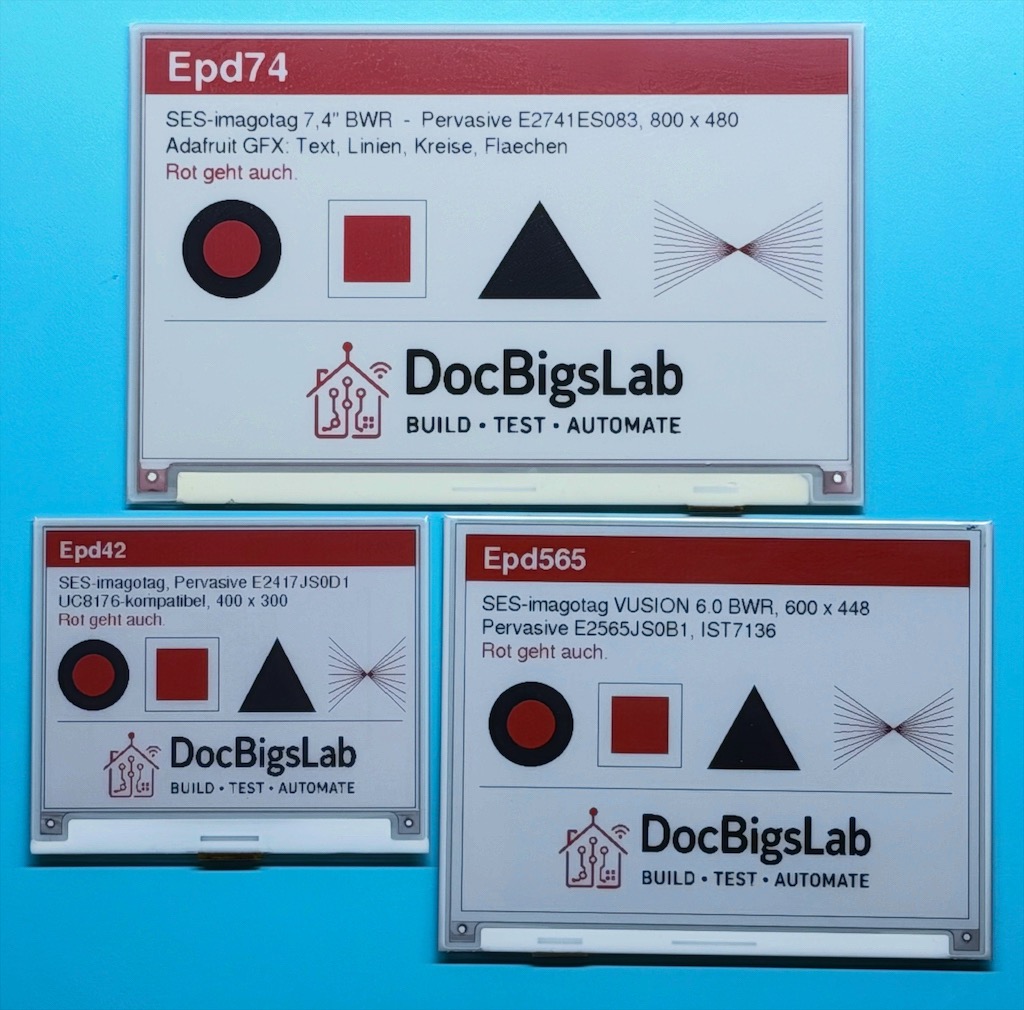 Epd74
SES-imagotag 7,4" BWR - Pervasive E2741ES083, 800 x 480
Adafruit GFX: Text, Linien, Kreise, Flaechen
Rot geht auch.
DocBigsLab
BUILD • TEST • AUTOMATE
Epd42
SES-imagotag, Pervasive E2417JS0D1
UC8176-kompatibel, 400 x 300
Rot geht auch.
DocBigsLab
BUILD • TEST • AUTOMATE
Epd565
SES-imagotag VUSION 6.0 BWR, 600 x 448
Pervasive E2565JS0B1, IST7136
Rot geht auch.
DocBigsLab
BUILD • TEST • AUTOMATE